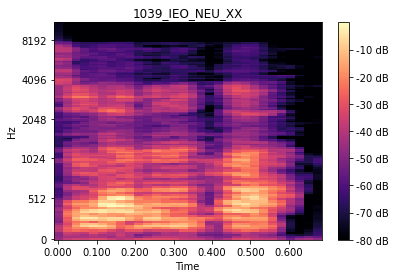 1039_IEO_NEU_XX
8192
4096
2048
1024
512
0
Hz
0.000 0.100 0.200 0.300 0.400 0.500 0.600
Time
-10 dB
-20 dB
-30 dB
-40 dB
-50 dB
-60 dB
-70 dB
-80 dB